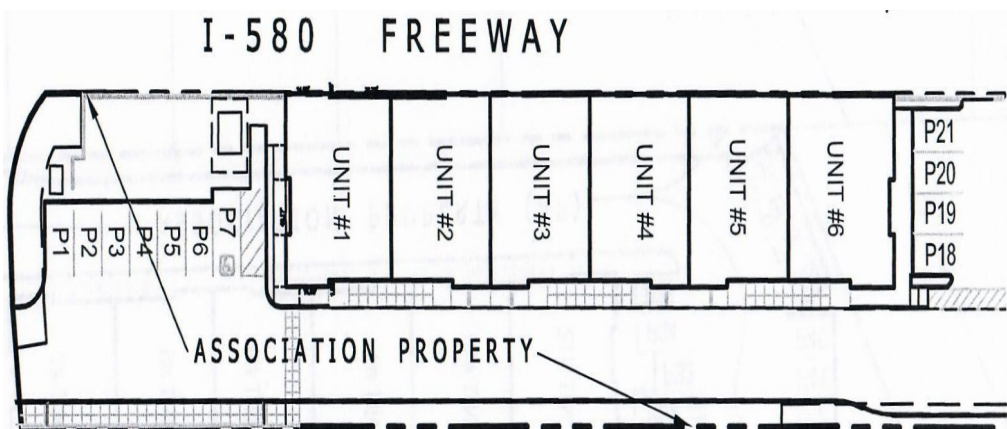 I-580 FREEWAY
P1
P2
P3
P4
P5
P6
P7
UNIT #1
UNIT #2
UNIT #3
UNIT #4
UNIT #5
UNIT #6
P21
P20
P19
P18
ASSOCIATION PROPERTY